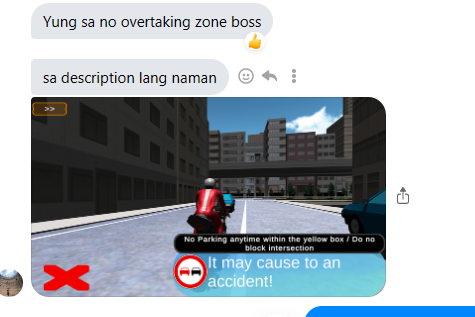 Yung sa no overtaking zone boss
sa description lang naman
>>
No Parking anytime within the yellow box / Do no
block intersection
It may cause to an
accident!